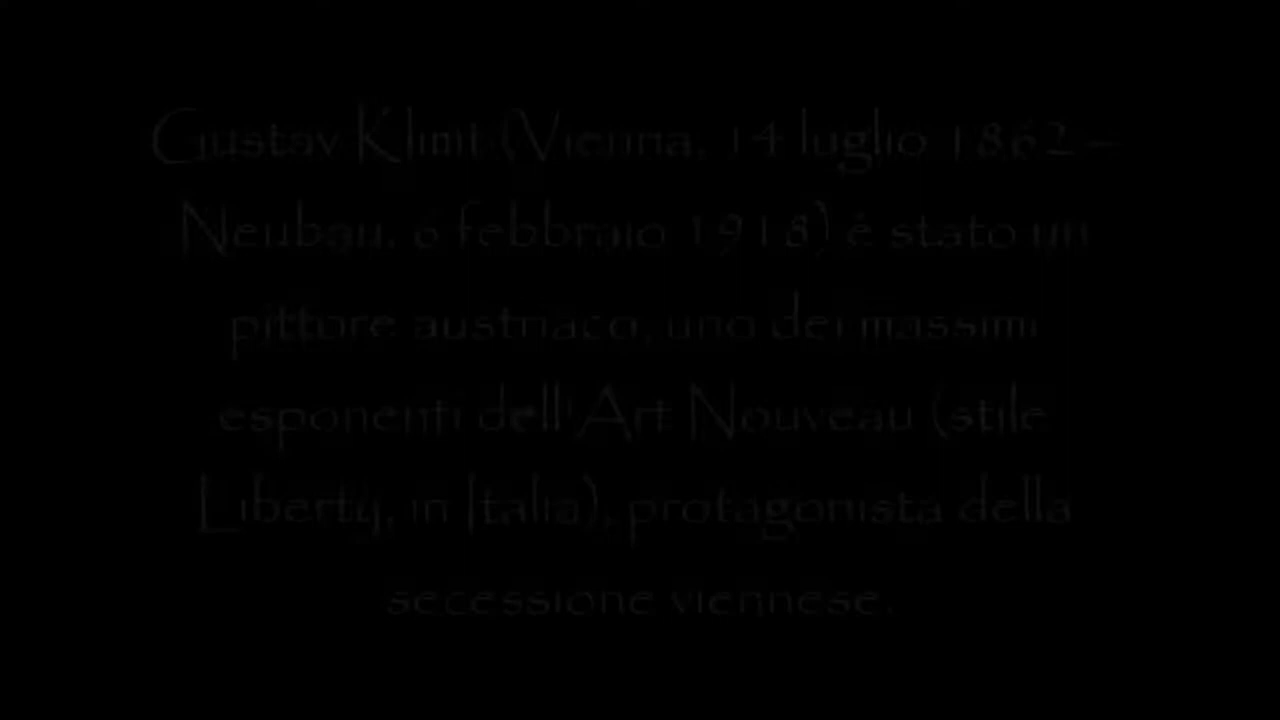 Gustav Klimt (Vienna, 14 luglio 1862 –
Neubau, 6 febbraio 1918) è stato un
pittore austriaco, uno dei massimi
esponenti dell'Art Nouveau (stile
Liberty, in Italia), protagonista della
secessione viennese.